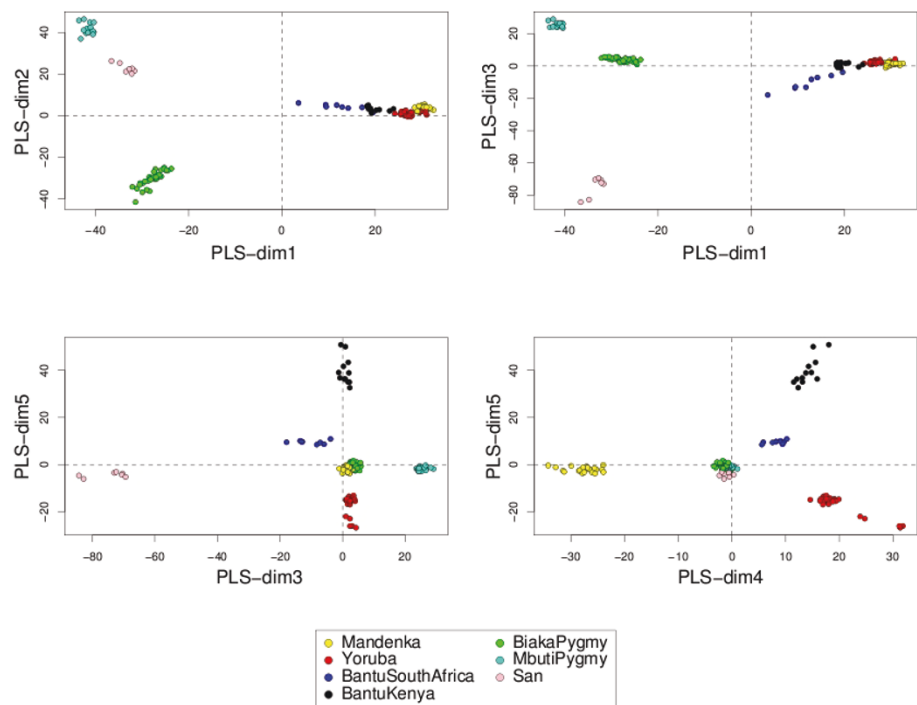 PLS-dim2
40
20
0
-20
-40
-40
-20
0
20
PLS-dim1
PLS-dim3
20
0
-20
-40
-60
-80
-40
-20
0
20
PLS-dim1
PLS-dim5
40
20
0
-20
-80
-60
-40
-20
0
20
PLS-dim3
PLS-dim5
40
20
0
-20
-30
-20
-10
0
10
20
30
PLS-dim4
Mandenka
Yoruba
BantuSouthAfrica
BantuKenya
BiakaPygmy
MbutiPygmy
San